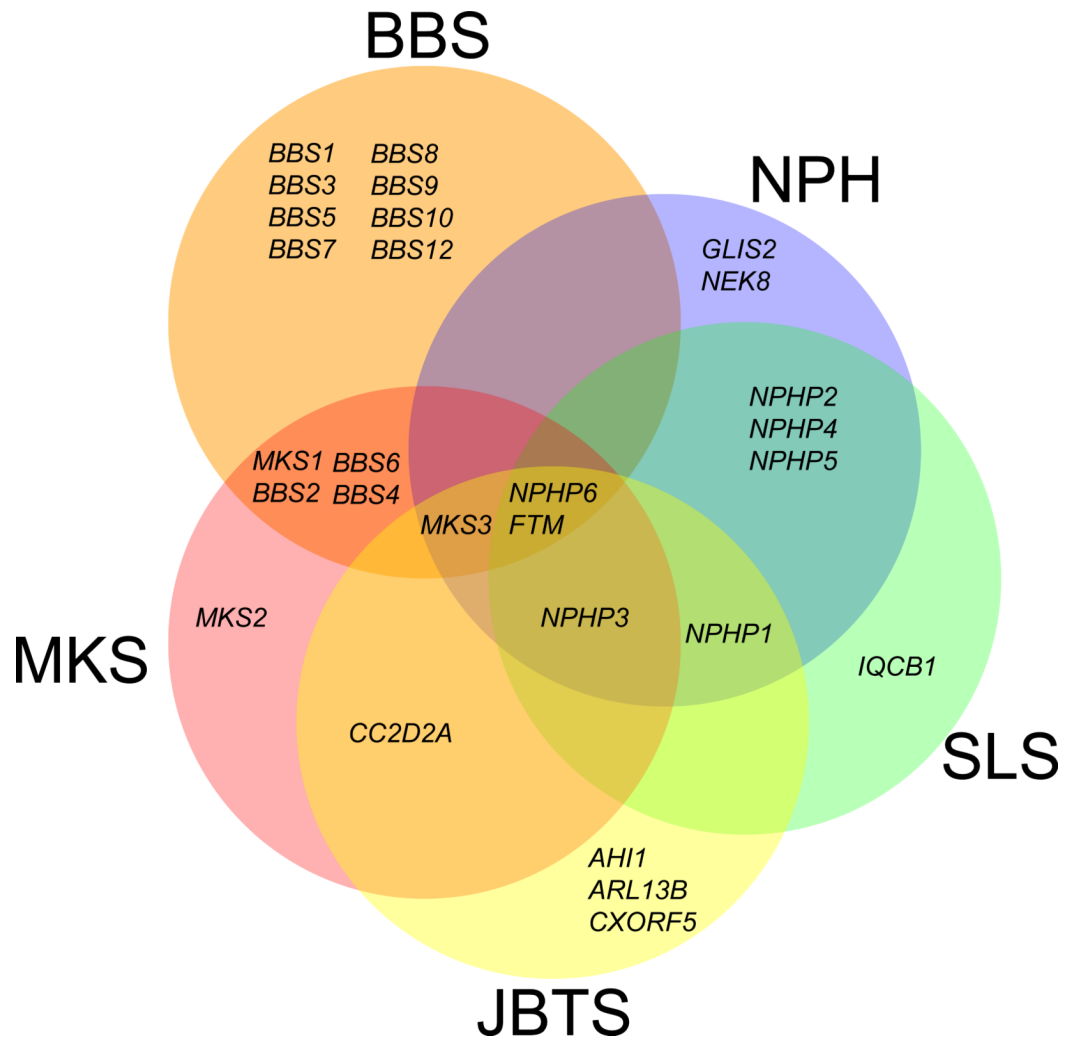 BBS
BBS1 BBS8
BBS3 BBS9
BBS5 BBS10
BBS7 BBS12
NPH
GLIS2
NEK8
NPHP2
NPHP4
NPHP5
MKS1 BBS6
BBS2 BBS4
MKS3
NPHP6
FTM
MKS2
NPHP3
NPHP1
MKS
IQCB1
CC2D2A
SLS
AHI1
ARL13B
CXORF5
JBTS